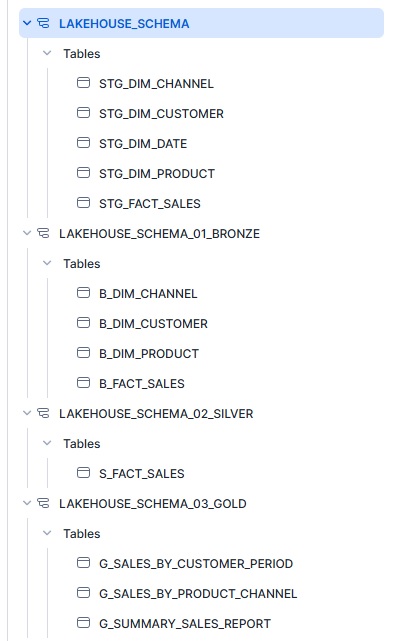 LAKEHOUSE_SCHEMA
Tables
STG_DIM_CHANNEL
STG_DIM_CUSTOMER
STG_DIM_DATE
STG_DIM_PRODUCT
STG_FACT_SALES
LAKEHOUSE_SCHEMA_01_BRONZE
Tables
B_DIM_CHANNEL
B_DIM_CUSTOMER
B_DIM_PRODUCT
B_FACT_SALES
LAKEHOUSE_SCHEMA_02_SILVER
Tables
S_FACT_SALES
LAKEHOUSE_SCHEMA_03_GOLD
Tables
G_SALES_BY_CUSTOMER_PERIOD
G_SALES_BY_PRODUCT_CHANNEL
G_SUMMARY_SALES_REPORT